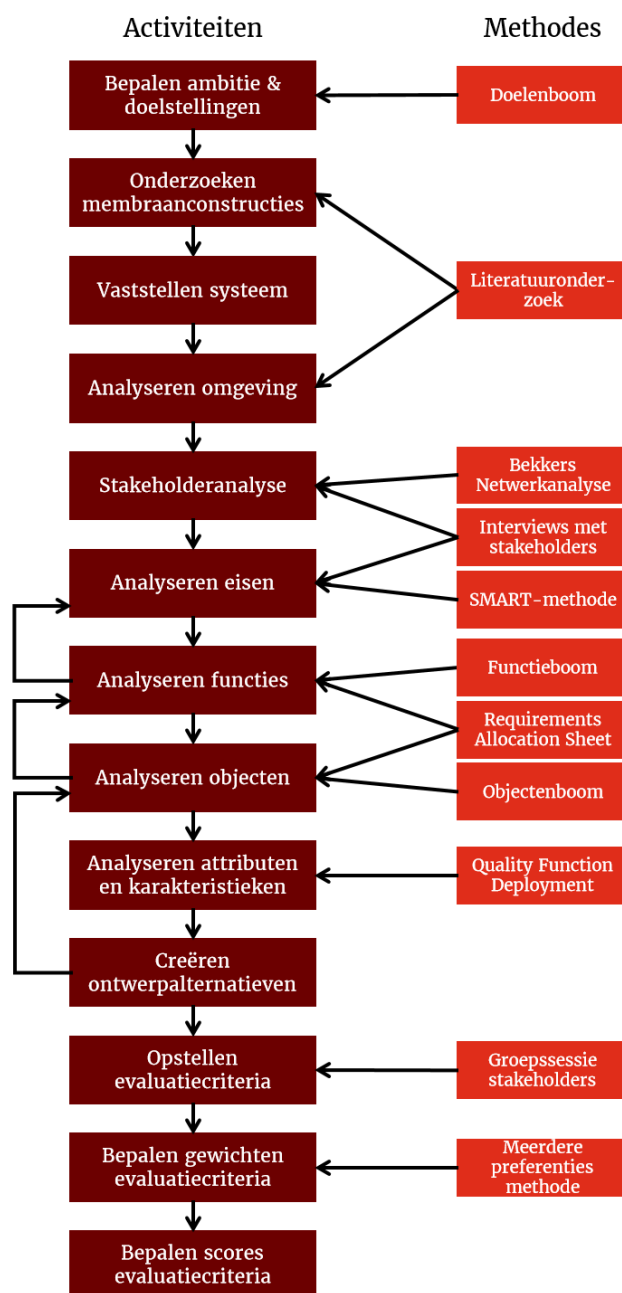 Activiteiten
Methodes
Bepalen ambitie &
doelstellingen
Doelenboom
Onderzoeken
membraanconstructies
Vaststellen systeem
Literatuuronder-
zoek
Analyseren omgeving
Stakeholderanalyse
Bekkers
Netwerkanalyse
Interviews met
stakeholders
Analyseren eisen
SMART-methode
Analyseren functies
Functieboom
Requirements
Allocation Sheet
Analyseren objecten
Objectenboom
Analyseren attributen
en karakteristieken
Quality Function
Deployment
Creëren
ontwerpalternatieven
Opstellen
evaluatiecriteria
Groepssessie
stakeholders
Bepalen gewichten
evaluatiecriteria
Meerdere
preferenties
methode
Bepalen scores
evaluatiecriteria